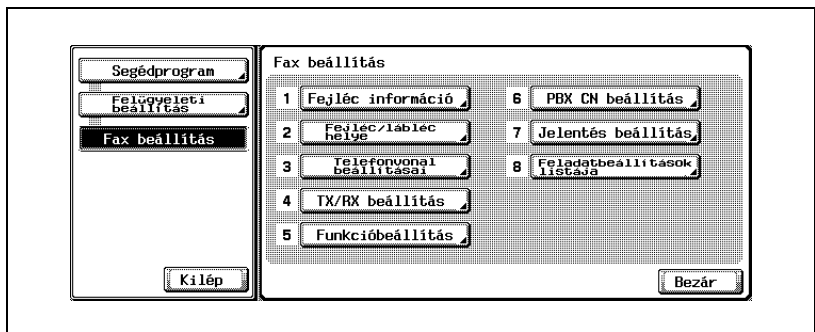 Segédprogram
Felügyeleti
beállítás
Fax beállítás
Kilép
Fax beállítás
1 Fejléc információ
2 Fejléc/lábléc
helye
3 Telefonvonal
beállításai
4 TX/RX beállítás
5 Funkcióbeállítás
6 PBX CN beállítás
7 Jelentés beállítás
8 Feladatbeállítások
listája
Bezár